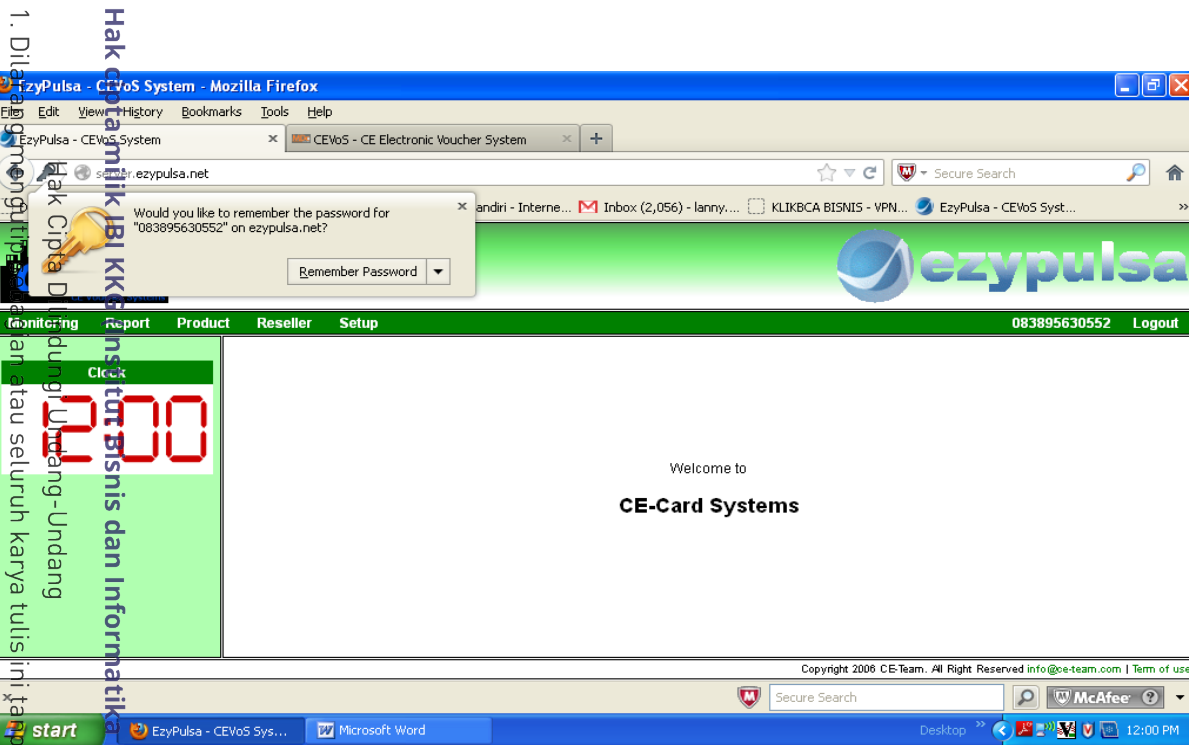 Hak cipta milik IBI KKG (Institut Bisnis dan Informatika
Hak Cipta Dilindungi Undang-Undang
1. Dilarang mengutip sebagian atau seluruh karya tulis ini tanp
EzyPulsa - CEVoS System - Mozilla Firefox
File Edit View History Bookmarks Tools Help
EzyPulsa - CEVoS System
CEVoS - CE Electronic Voucher System
server.ezypulsa.net
Secure Search
Would you like to remember the password for
"083895630552" on ezypulsa.net?
Remember Password
andiri - Interne... Inbox (2,056) - lanny.... KLIKBCA BISNIS - VPN... EzyPulsa - CEVoS Syst...
ezypulsa
Monitoring Report Product Reseller Setup 083895630552 Logout
Clock
12:00
Welcome to
CE-Card Systems
Copyright 2006 CE-Team. All Right Reserved info@ce-team.com | Term of use
Secure Search McAfee
start EzyPulsa - CEVoS Sys... Microsoft Word Desktop 12:00 PM